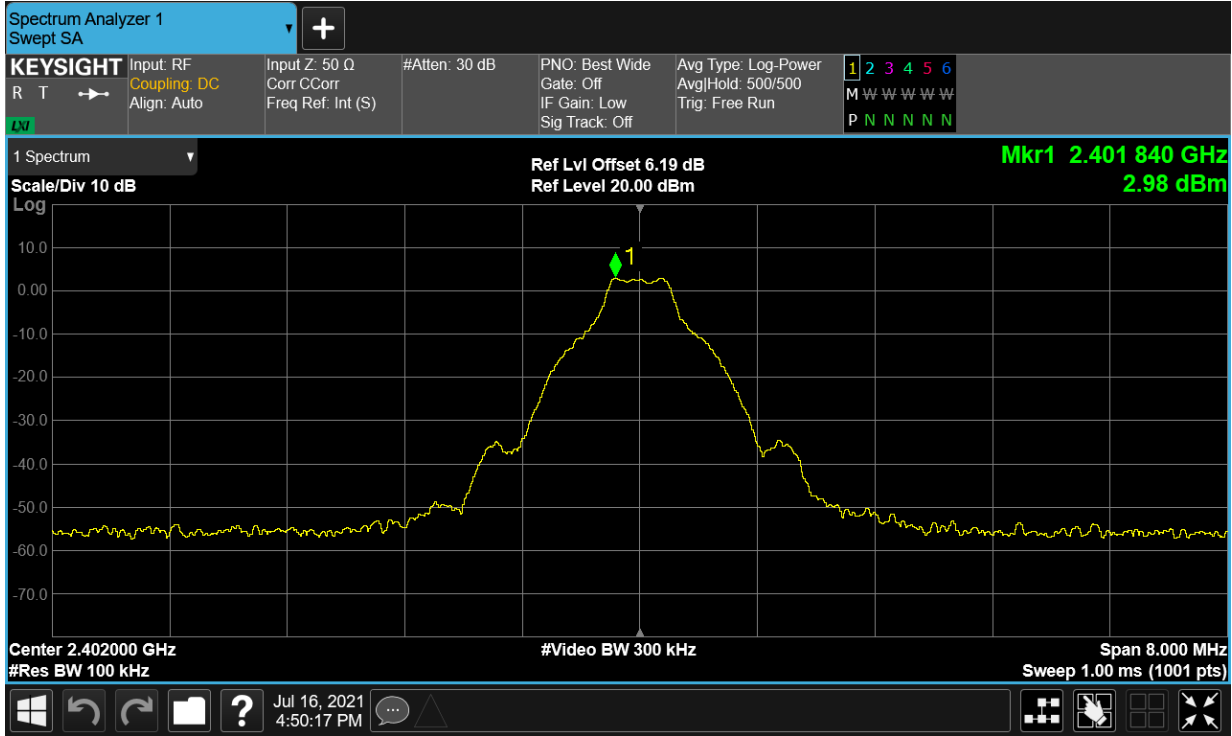 Spectrum Analyzer 1
Swept SA
+
KEYSIGHT
R T
LXI
Input: RF
Coupling: DC
Align: Auto
Input Z: 50 Ω
Corr CCorr
Freq Ref: Int (S)
#Atten: 30 dB
PNO: Best Wide
Gate: Off
IF Gain: Low
Sig Track: Off
Avg Type: Log-Power
Avg|Hold: 500/500
Trig: Free Run
1 2 3 4 5 6
M W W W W W
P N N N N N
1 Spectrum
Scale/Div 10 dB
Log
Ref Lvl Offset 6.19 dB
Ref Level 20.00 dBm
Mkr1 2.401 840 GHz
2.98 dBm
1
10.0
0.00
-10.0
-20.0
-30.0
-40.0
-50.0
-60.0
-70.0
Center 2.402000 GHz
#Res BW 100 kHz
#Video BW 300 kHz
Span 8.000 MHz
Sweep 1.00 ms (1001 pts)
?
Jul 16, 2021
4:50:17 PM